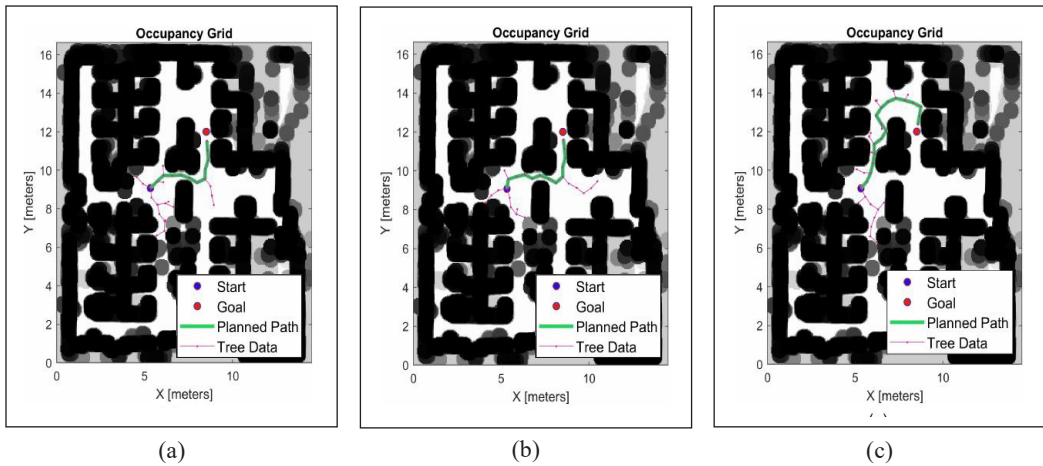 Occupancy Grid
16
14
12
10
8
6
4
2
0
Y [meters]
0 5 10
X [meters]
Start
Goal
Planned Path
Tree Data
(a)
Occupancy Grid
16
14
12
10
8
6
4
2
0
Y [meters]
0 5 10
X [meters]
Start
Goal
Planned Path
Tree Data
(b)
Occupancy Grid
16
14
12
10
8
6
4
2
0
Y [meters]
0 5 10
X [meters]
Start
Goal
Planned Path
Tree Data
(c)